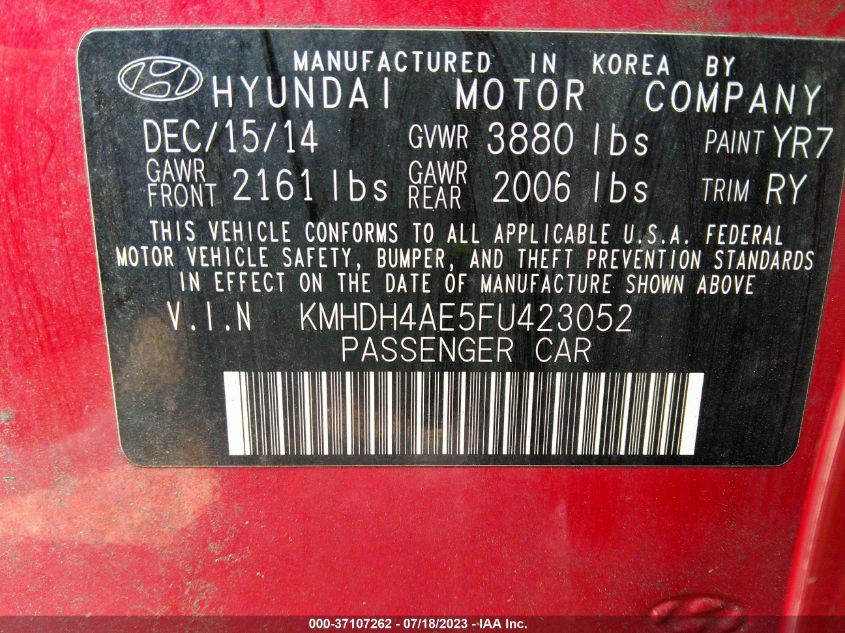 MANUFACTURED IN KOREA BY
HYUNDAI MOTOR COMPANY
DEC/15/14 GVWR 3880 lbs PAINT YR7
GAWR FRONT 2161 lbs GAWR REAR 2006 lbs TRIM RY
THIS VEHICLE CONFORMS TO ALL APPLICABLE U.S.A. FEDERAL
MOTOR VEHICLE SAFETY, BUMPER, AND THEFT PREVENTION STANDARDS
IN EFFECT ON THE DATE OF MANUFACTURE SHOWN ABOVE
V.I.N KMHDH4AE5FU423052
PASSENGER CAR
000-37107262 - 07/18/2023 - IAA Inc.